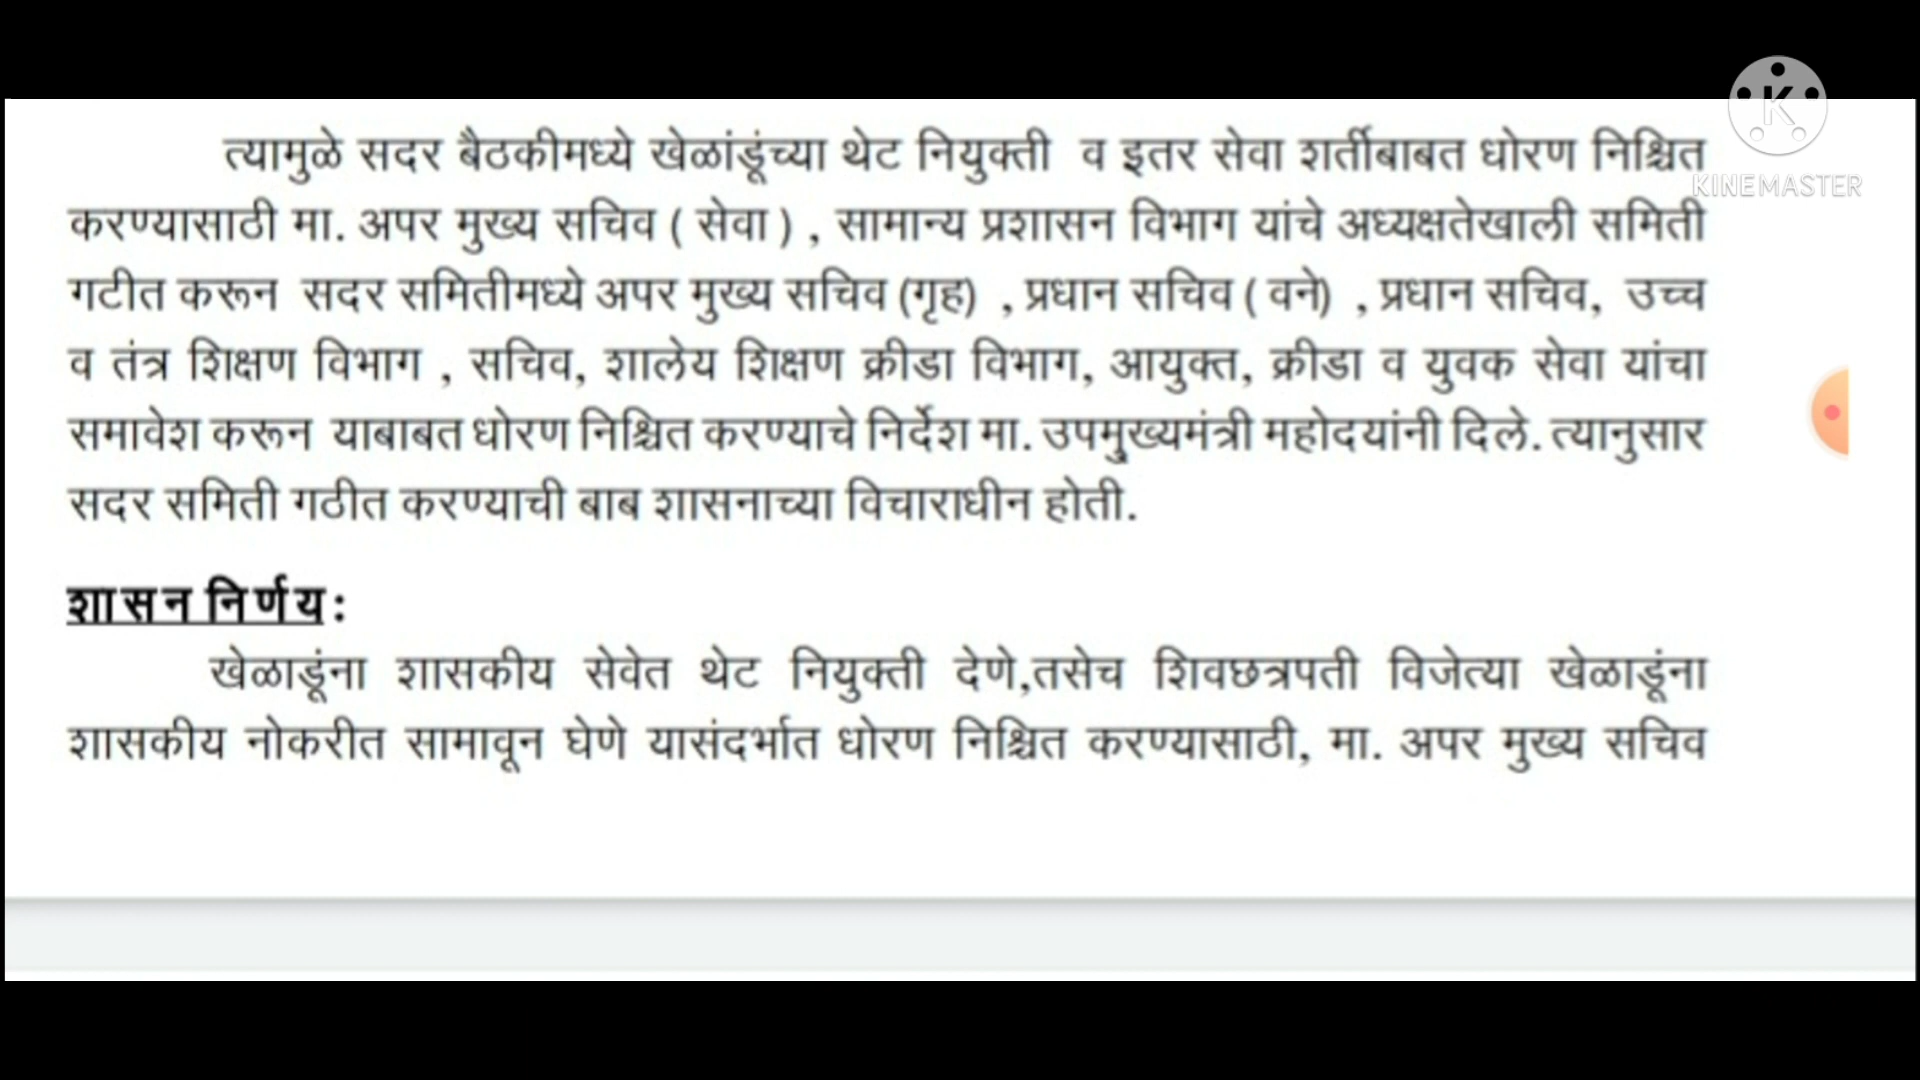 त्यामुळे सदर बैठकीमध्ये खेळांडूंच्या थेट नियुक्ती व इतर सेवा शर्तीबाबत धोरण निश्चित
करण्यासाठी मा. अपर मुख्य सचिव ( सेवा ) , सामान्य प्रशासन विभाग यांचे अध्यक्षतेखाली समिती
गटीत करून सदर समितीमध्ये अपर मुख्य सचिव (गृह) , प्रधान सचिव ( वने) , प्रधान सचिव, उच्च
व तंत्र शिक्षण विभाग , सचिव, शालेय शिक्षण क्रीडा विभाग, आयुक्त, क्रीडा व युवक सेवा यांचा
समावेश करून याबाबत धोरण निश्चित करण्याचे निर्देश मा. उपमुख्यमंत्री महोदयांनी दिले. त्यानुसार
सदर समिती गठीत करण्याची बाब शासनाच्या विचाराधीन होती.
शासन निर्णय :
खेळाडूंना शासकीय सेवेत थेट नियुक्ती देणे,तसेच शिवछत्रपती विजेत्या खेळाडूंना
शासकीय नोकरीत सामावून घेणे यासंदर्भात धोरण निश्चित करण्यासाठी, मा. अपर मुख्य सचिव
K
KINEMASTER